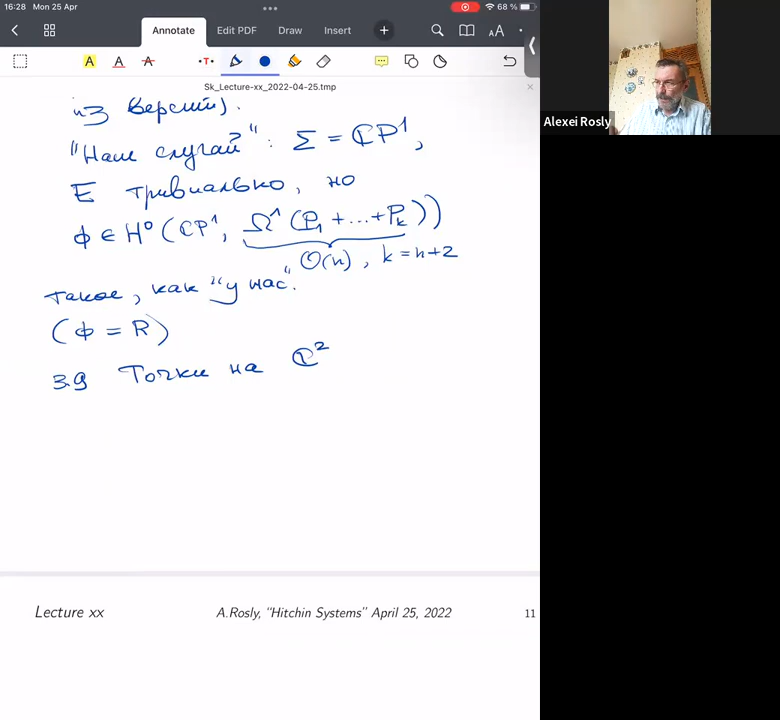 16:28 Mon 25 Apr
68 %
Annotate Edit PDF Draw Insert
Sk_Lecture-xx_2022-04-25.tmp
из версий).
"Наш случай": Σ = ℂP¹,
E тривиально, но
ϕ ∈ H⁰(ℂP¹, Ω¹(P₁+...+Pₖ))
O(n), k = n+2
такое, как "у нас".
(ϕ = R)
зд Точки на ℂ²
Lecture xx A.Rosly, "Hitchin Systems" April 25, 2022 11
Alexei Rosly